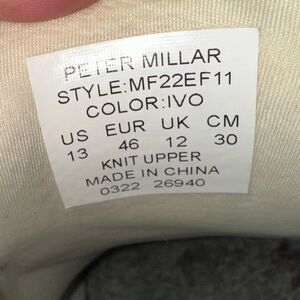 PETER MILLAR
STYLE:MF22EF11
COLOR:IVO
US EUR UK CM
13 46 12 30
KNIT UPPER
MADE IN CHINA
0322 26940